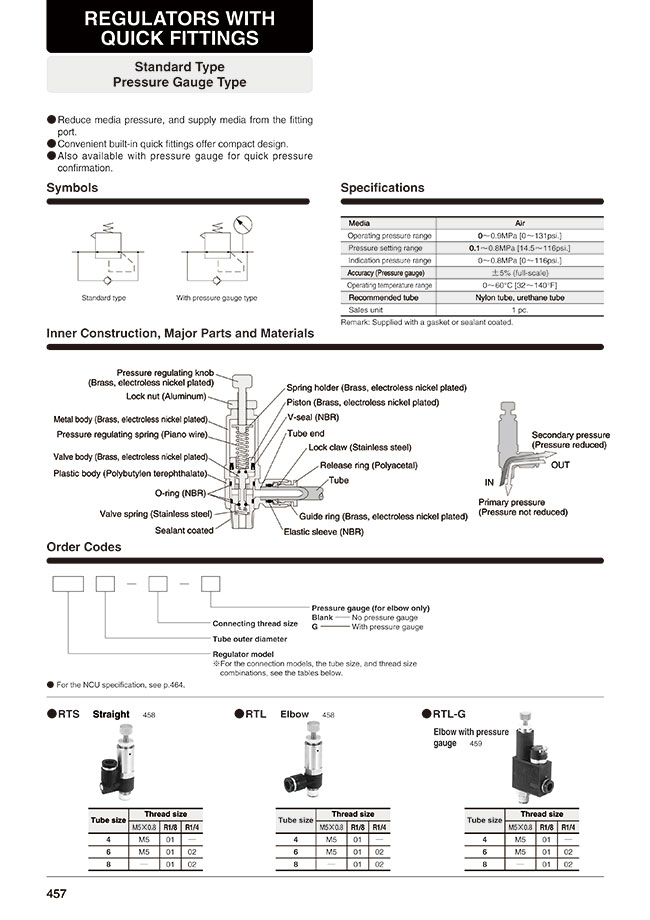 REGULATORS WITH
QUICK FITTINGS
Standard Type
Pressure Gauge Type
●Reduce media pressure, and supply media from the fitting
port.
●Convenient built-in quick fittings offer compact design.
●Also available with pressure gauge for quick pressure
confirmation.
Symbols
Standard type
With pressure gauge type
Specifications
Media Air
Operating pressure range 0～0.9MPa [0～131psi.]
Pressure setting range 0.1～0.8MPa [14.5～116psi.]
Indication pressure range 0～0.8MPa [0～116psi.]
Accuracy (Pressure gauge) ±5% (full-scale)
Operating temperature range 0～60°C [32～140°F]
Recommended tube Nylon tube, urethane tube
Sales unit 1 pc.
Remark: Supplied with a gasket or sealant coated.
Inner Construction, Major Parts and Materials
Pressure regulating knob
(Brass, electroless nickel plated)
Lock nut (Aluminum)
Metal body (Brass, electroless nickel plated)
Pressure regulating spring (Piano wire)
Valve body (Brass, electroless nickel plated)
Plastic body (Polybutylen terephthalate)
O-ring (NBR)
Valve spring (Stainless steel)
Sealant coated
Spring holder (Brass, electroless nickel plated)
Piston (Brass, electroless nickel plated)
V-seal (NBR)
Tube end
Lock claw (Stainless steel)
Release ring (Polyacetal)
Tube
Guide ring (Brass, electroless nickel plated)
Elastic sleeve (NBR)
Secondary pressure
(Pressure reduced)
OUT
IN
Primary pressure
(Pressure not reduced)
Order Codes
Pressure gauge (for elbow only)
Blank No pressure gauge
G With pressure gauge
Connecting thread size
Tube outer diameter
Regulator model
※For the connection models, the tube size, and thread size
combinations, see the tables below.
● For the NCU specification, see p.464.
●RTS Straight 458
Tube size Thread size
M5×0.8 R1/8 R1/4
4 M5 01 —
6 M5 01 02
8 — 01 02
●RTL Elbow 458
Tube size Thread size
M5×0.8 R1/8 R1/4
4 M5 01 —
6 M5 01 02
8 — 01 02
●RTL-G
Elbow with pressure
gauge 459
Tube size Thread size
M5×0.8 R1/8 R1/4
4 M5 01 —
6 M5 01 02
8 — 01 02
457